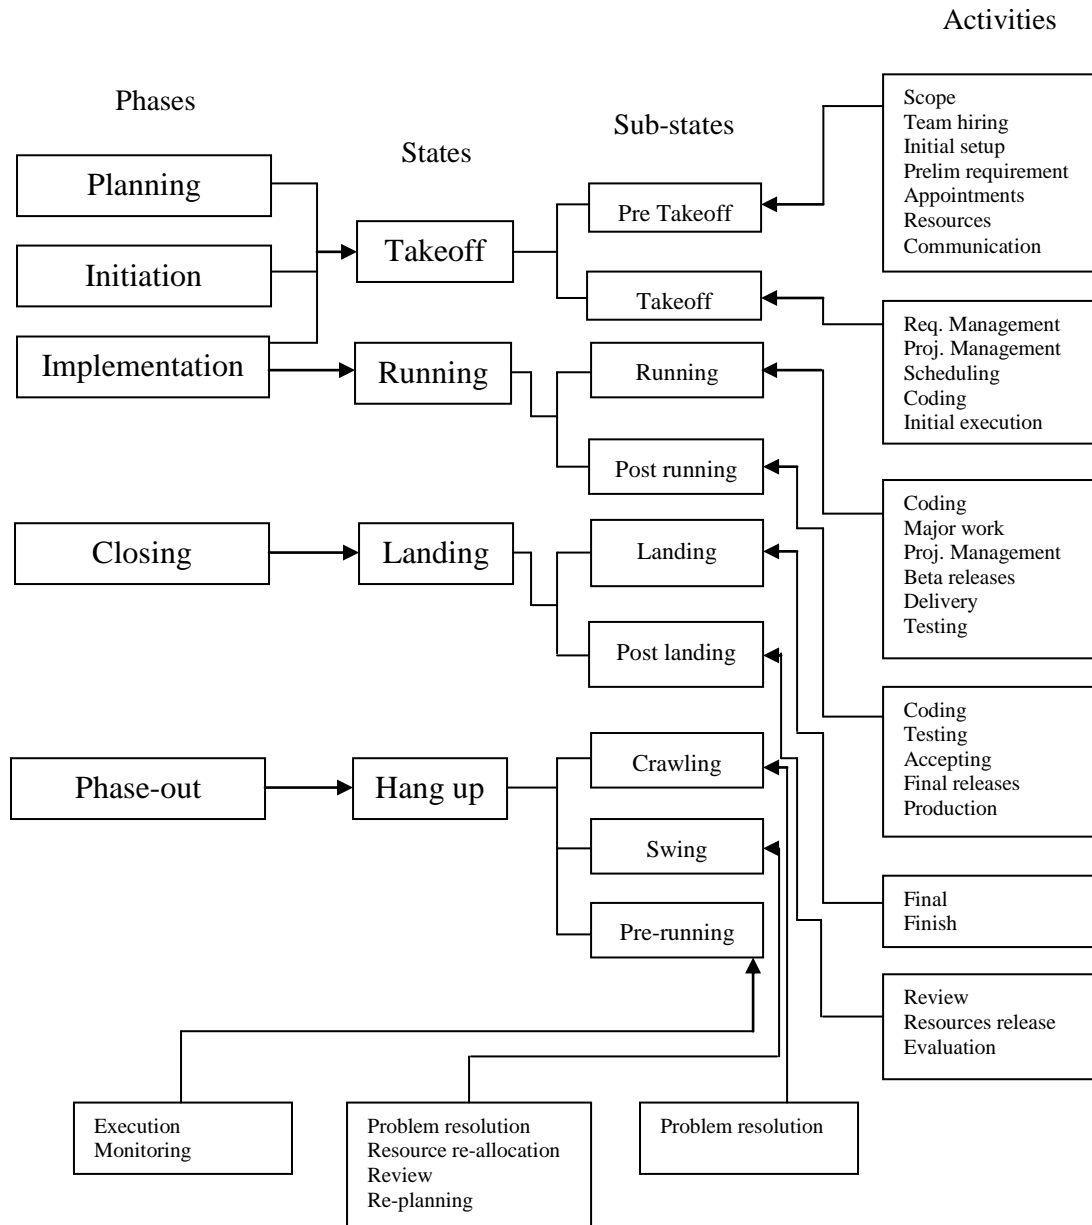 Activities
Phases
States
Sub-states
Planning
Initiation
Implementation
Closing
Phase-out
Takeoff
Running
Landing
Hang up
Pre Takeoff
Takeoff
Running
Post running
Landing
Post landing
Crawling
Swing
Pre-running
Scope
Team hiring
Initial setup
Prelim requirement
Appointments
Resources
Communication
Req. Management
Proj. Management
Scheduling
Coding
Initial execution
Coding
Major work
Proj. Management
Beta releases
Delivery
Testing
Coding
Testing
Accepting
Final releases
Production
Final
Finish
Review
Resources release
Evaluation
Execution
Monitoring
Problem resolution
Resource re-allocation
Review
Re-planning
Problem resolution